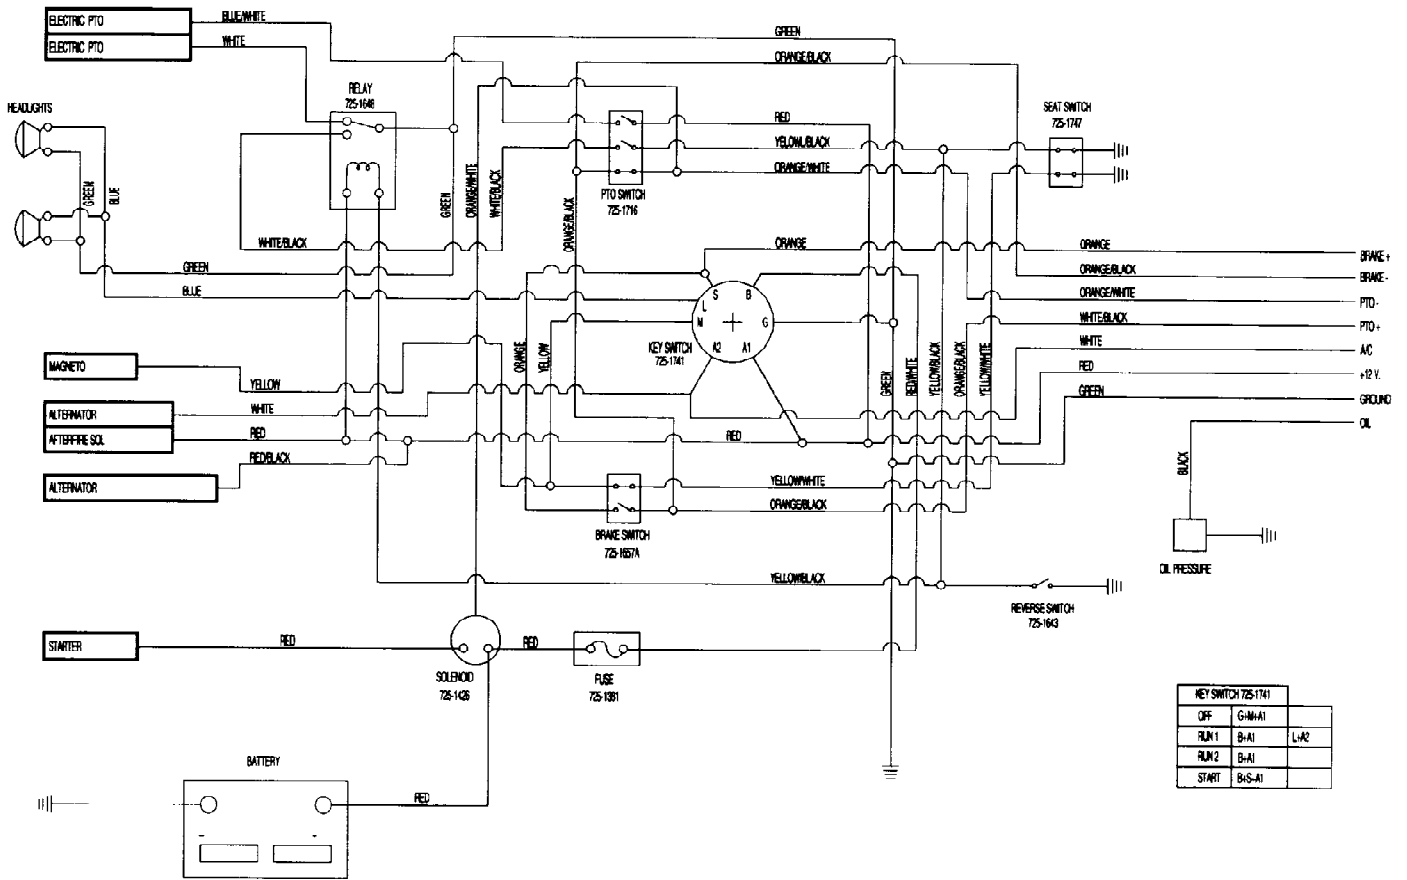 ELECTRIC PTO
BLUE/WHITE
ELECTRIC PTO
WHITE
GREEN
ORANGE/BLACK
RELAY
725-1648
HEADLIGHTS
RED
SEAT SWITCH
725-1747
YELOWL/BLACK
ORANGE/WHITE
PTO SWITCH
725-1716
GREEN
BLUE
GREEN
ORANGE/WHITE
WHITE/BLACK
ORANGE/BLACK
WHITE/BLACK
ORANGE
ORANGE
BRAKE +
GREEN
ORANGE/BLACK
BRAKE -
BLUE
ORANGE/WHITE
PTO -
S
B
L
M
G
A2
A1
KEY SWITCH
725-1741
WHITE/BLACK
PTO +
WHITE
A/C
RED
+12 V.
GREEN
GROUND
OIL
ORANGE
YELLOW
GREEN
RED/WHITE
YELLOW/BLACK
ORANGE/BLACK
YELLOW/WHITE
MAGNETO
YELLOW
ALTERNATOR
WHITE
AFTERFIRE SOL
RED
RED
RED/BLACK
ALTERNATOR
YELLOW/WHITE
ORANGE/BLACK
BRAKE SWITCH
725-1657A
BLACK
OIL PRESSURE
YELLOW/BLACK
REVERSE SWITCH
725-1643
STARTER
RED
RED
SOLENOID
725-1426
FUSE
725-1381
KEY SWITCH 725-1741
OFF G+M+A1
RUN 1 B+A1 L+A2
RUN 2 B+A1
START B+S+A1
BATTERY
RED